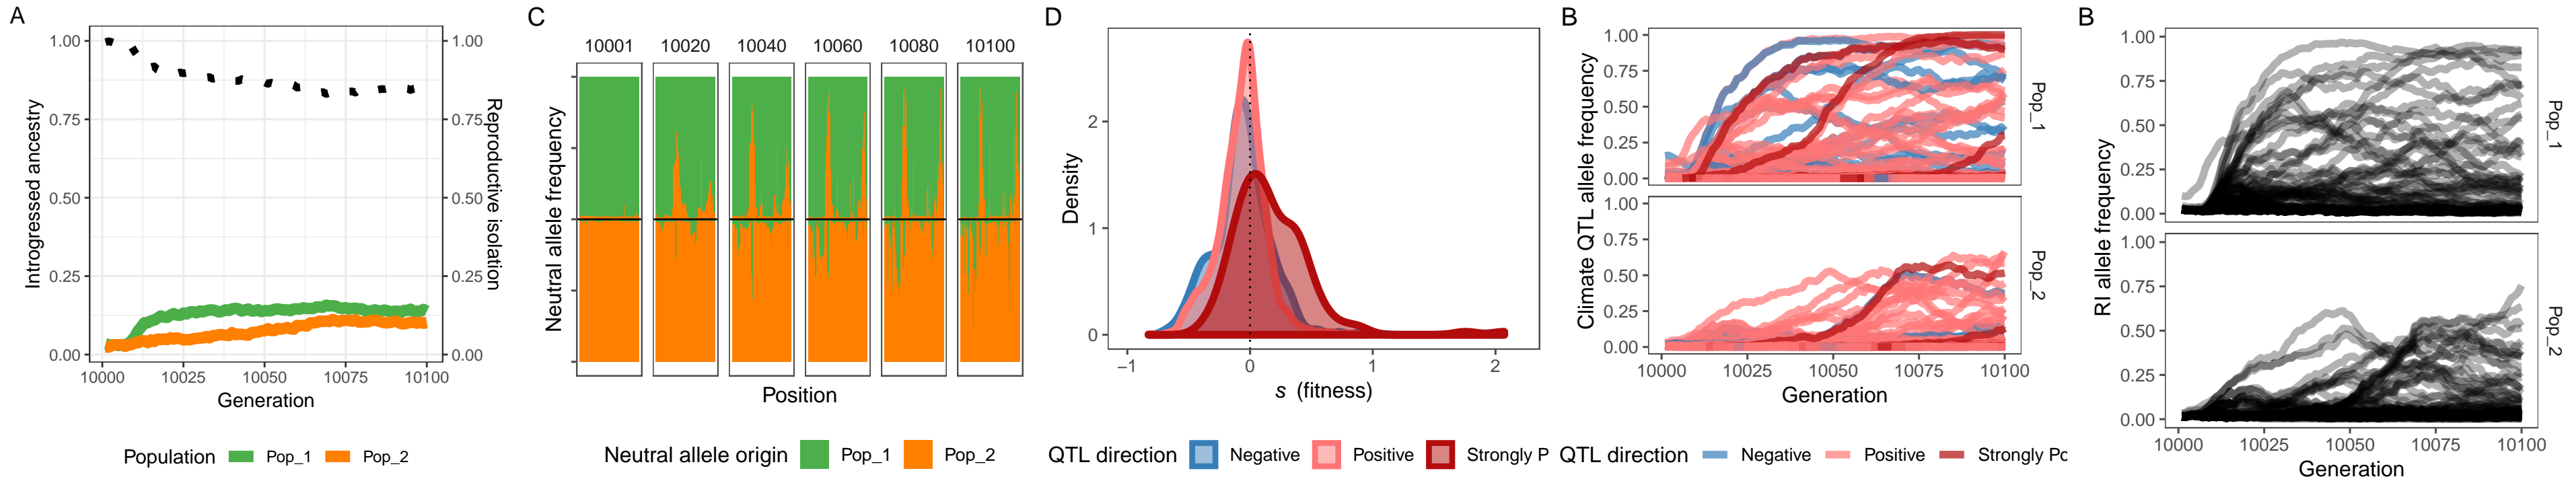 A
Introgressed ancestry
1.00
0.75
0.50
0.25
0.00
1.00
0.75
0.50
0.25
0.00
Reproductive isolation
10000 10025 10050 10075 10100
Generation
Population Pop_1 Pop_2
C
Neutral allele frequency
10001 10020 10040 10060 10080 10100
Position
Neutral allele origin Pop_1 Pop_2
D
Density
2
1
0
−1 0 1 2
s (fitness)
QTL direction Negative Positive Strongly P
B
Climate QTL allele frequency
1.00
0.75
0.50
0.25
0.00
Pop_1
1.00
0.75
0.50
0.25
0.00
Pop_2
10000 10025 10050 10075 10100
Generation
QTL direction Negative Positive Strongly Pc
B
RI allele frequency
1.00
0.75
0.50
0.25
0.00
Pop_1
1.00
0.75
0.50
0.25
0.00
Pop_2
10000 10025 10050 10075 10100
Generation